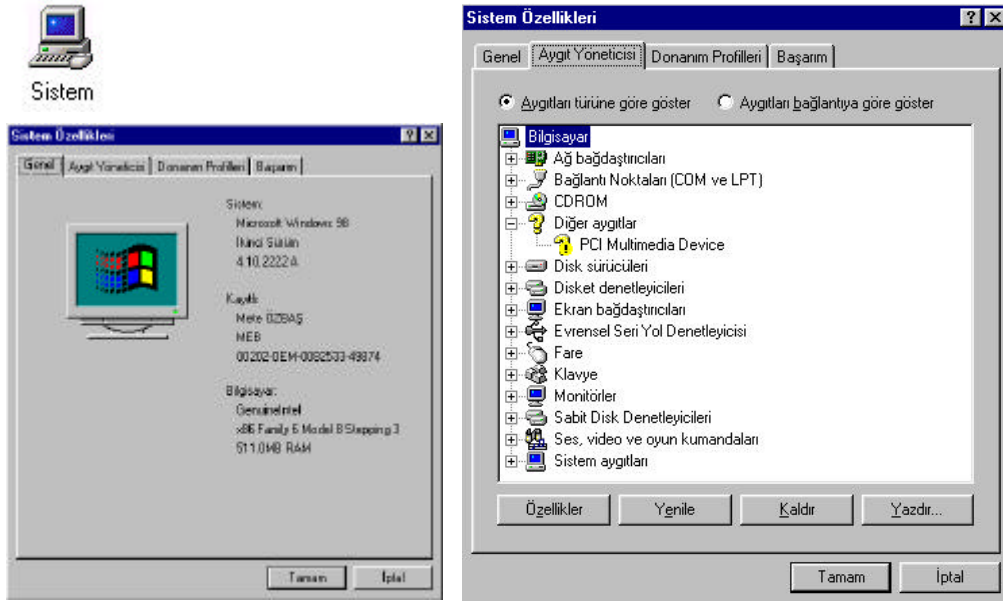 Sistem
Sistem Özellikleri
Genel
Aygıt Yöneticisi
Donanım Profilleri
Başarım
Sistem:
Microsoft Windows 98
İkinci Sürüm
4.10.2222 A
Kayıtlı:
Mete ÖZBAŞ
MEB
00202-OEM-0082533-49874
Bilgisayar:
GenuineIntel
x86 Family 6 Model 8 Stepping 3
511.0MB RAM
Tamam
İptal
Sistem Özellikleri
Genel
Aygıt Yöneticisi
Donanım Profilleri
Başarım
Aygıtları türüne göre göster
Aygıtları bağlantıya göre göster
Bilgisayar
Ağ bağdaştırıcıları
Bağlantı Noktaları (COM ve LPT)
CDROM
Diğer aygıtlar
PCI Multimedia Device
Disk sürücüleri
Disket denetleyicileri
Ekran bağdaştırıcıları
Evrensel Seri Yol Denetleyicisi
Fare
Klavye
Monitörler
Sabit Disk Denetleyicileri
Ses, video ve oyun kumandaları
Sistem aygıtları
Özellikler
Yenile
Kaldır
Yazdır...
Tamam
İptal